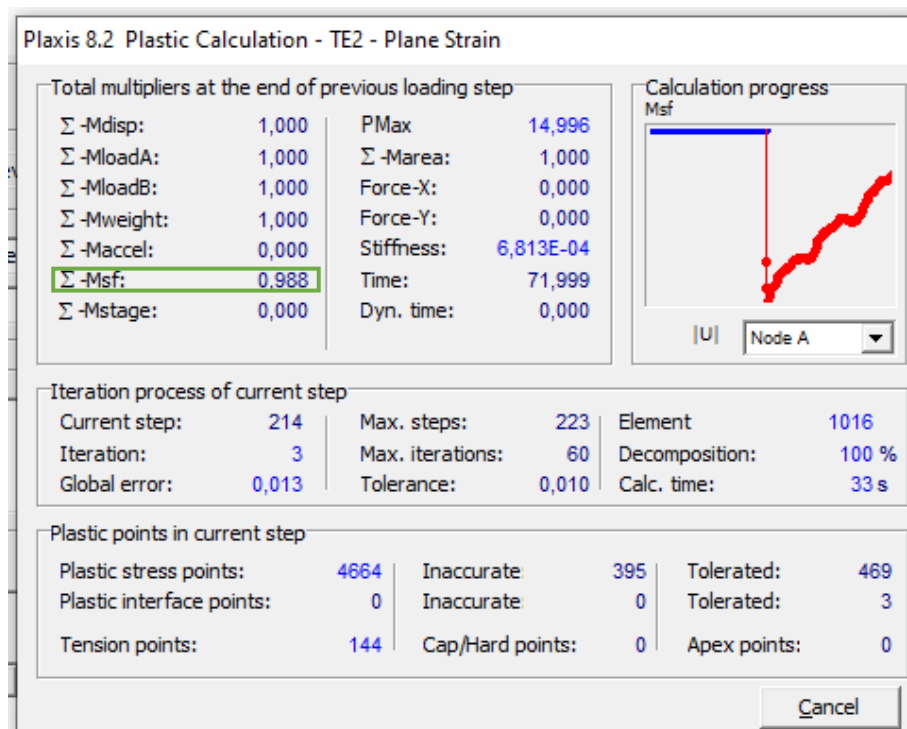 Plaxis 8.2 Plastic Calculation - TE2 - Plane Strain
Total multipliers at the end of previous loading step
Σ -Mdisp: 1,000 PMax 14,996
Σ -MloadA: 1,000 Σ -Marea: 1,000
Σ -MloadB: 1,000 Force-X: 0,000
Σ -Mweight: 1,000 Force-Y: 0,000
Σ -Maccel: 0,000 Stiffness: 6,813E-04
Σ -Msf: 0,988 Time: 71,999
Σ -Mstage: 0,000 Dyn. time: 0,000
Calculation progress
Msf
|U| Node A
Iteration process of current step
Current step: 214 Max. steps: 223 Element 1016
Iteration: 3 Max. iterations: 60 Decomposition: 100 %
Global error: 0,013 Tolerance: 0,010 Calc. time: 33 s
Plastic points in current step
Plastic stress points: 4664 Inaccurate: 395 Tolerated: 469
Plastic interface points: 0 Inaccurate: 0 Tolerated: 3
Tension points: 144 Cap/Hard points: 0 Apex points: 0
Cancel